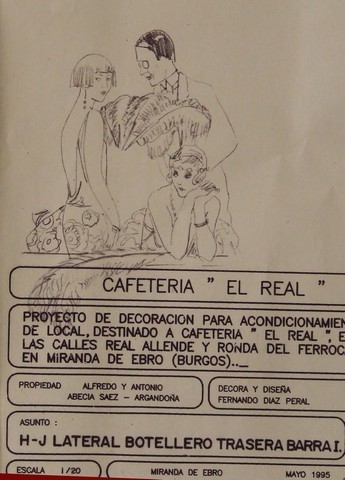 CAFETERIA " EL REAL "
PROYECTO DE DECORACION PARA ACONDICIONAMIEN
DE LOCAL, DESTINADO A CAFETERIA " EL REAL ", E
LAS CALLES REAL ALLENDE Y RONDA DEL FERROC
EN MIRANDA DE EBRO (BURGOS)..._
PROPIEDAD ALFREDO Y ANTONIO
ABECIA SAEZ - ARGANDOÑA
DECORA Y DISEÑA
FERNANDO DIAZ PERAL
ASUNTO :
H-J LATERAL BOTELLERO TRASERA BARRA I.
ESCALA 1/20
MIRANDA DE EBRO
MAYO 1995